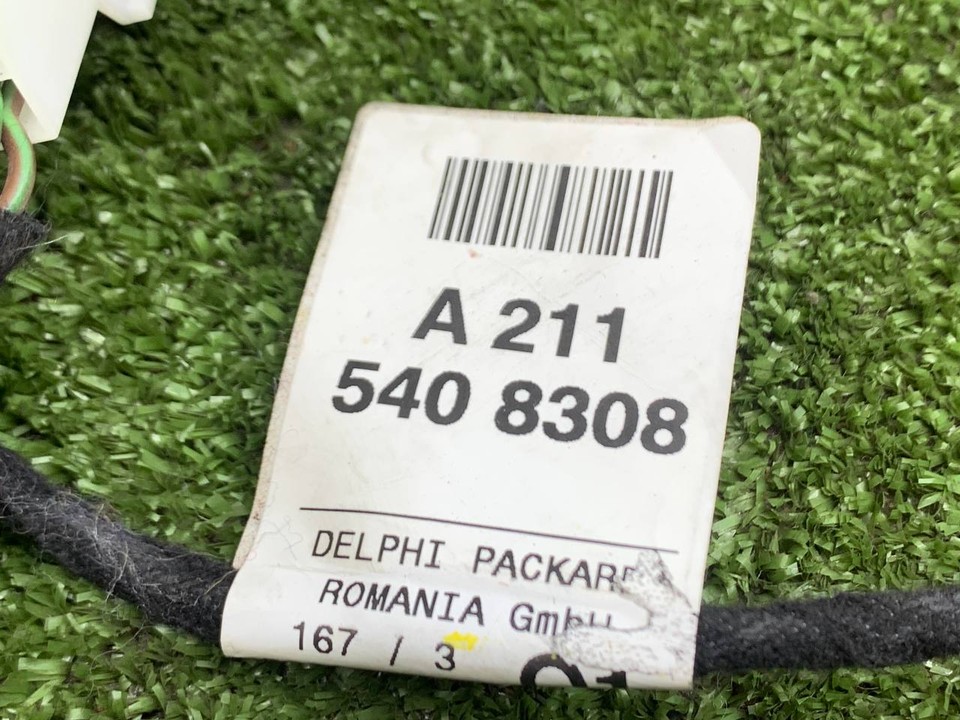 A 211
540 8308
DELPHI PACKARD
ROMANIA GmbH
167 / 3